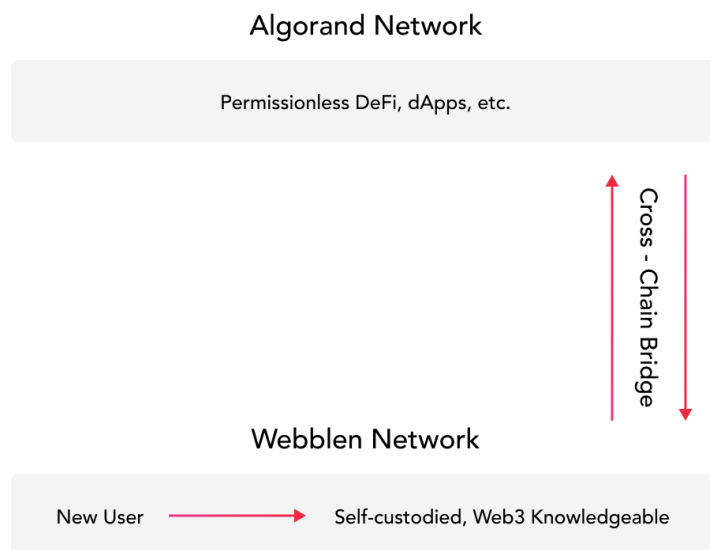 Algorand Network
Permissionless DeFi, dApps, etc.
Cross - Chain Bridge
Webblen Network
New User
Self-custodied, Web3 Knowledgeable